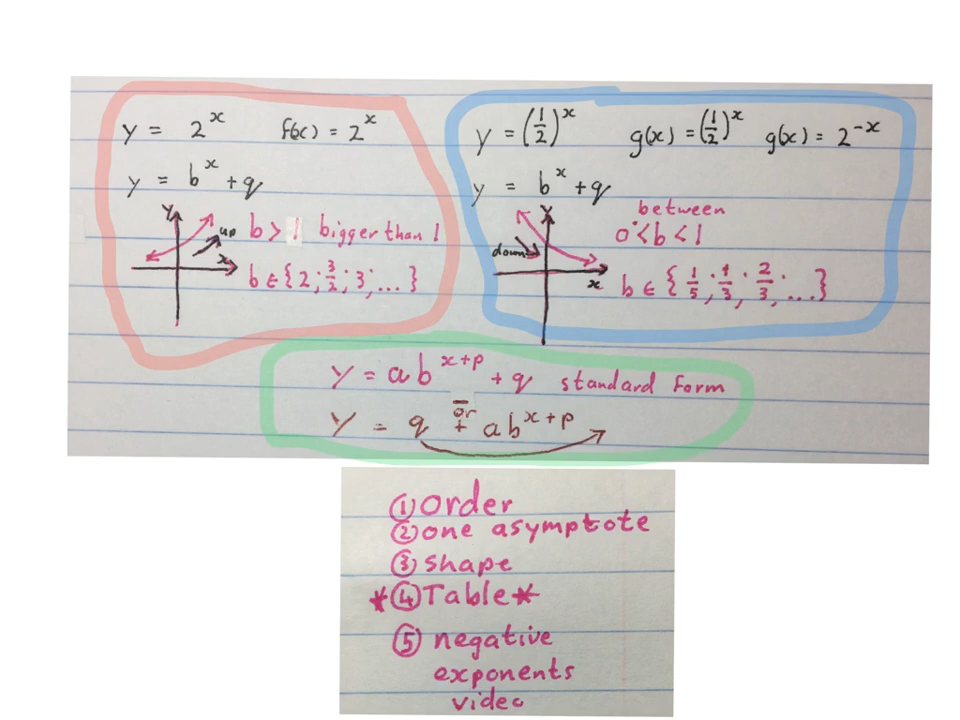 y = 2^x f(x) = 2^x
y = b^x + q
y
up
x
b > 1 bigger than 1
b ∈ {2 ; 3/2 ; 3 ; ... }
y = (1/2)^x g(x) = (1/2)^x g(x) = 2^-x
y = b^x + q
y
down
x
between
0 < b < 1
b ∈ { 1/5 ; 1/3 ; 2/3 ; ... }
y = a b^x+p + q standard form
y = q - or + a b^x+p
① Order
② one asymptote
③ shape
*④ Table*
⑤ negative
exponents
video